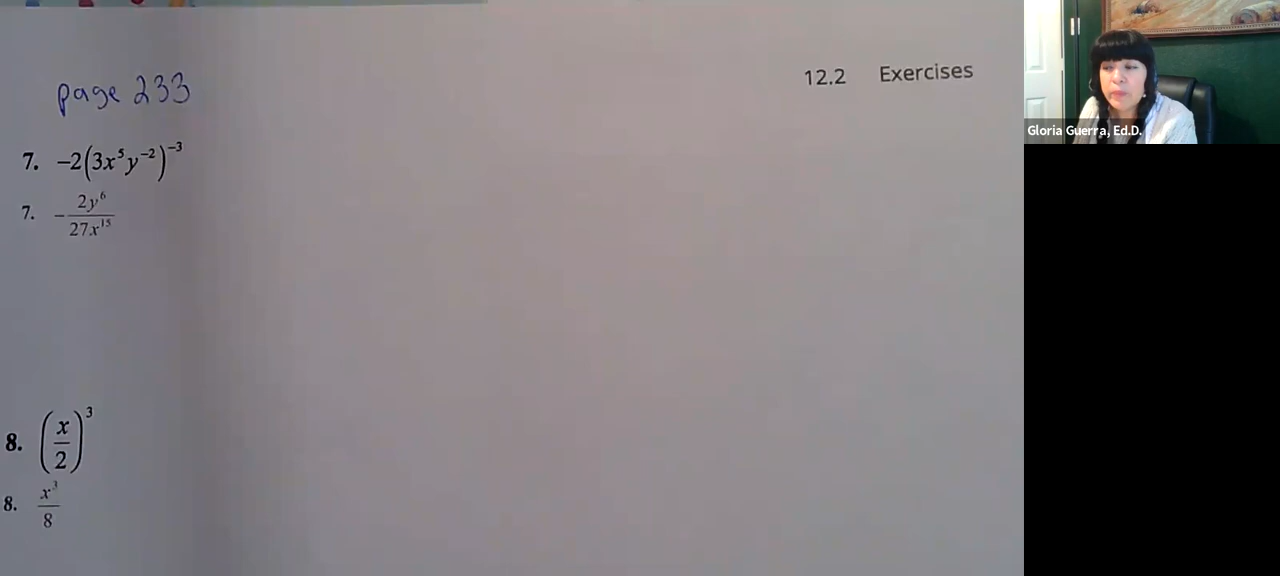 page 233
12.2 Exercises
7. −2(3x⁵y⁻²)⁻³
7. −2y⁶/27x¹⁵
8. (x/2)³
8. x³/8
Gloria Guerra, Ed.D.